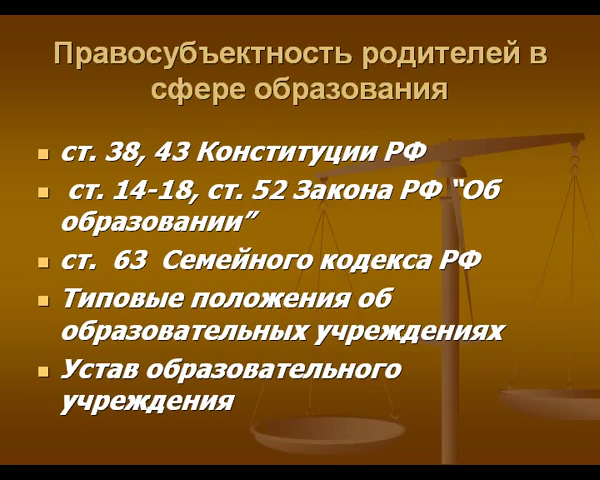 Правосубъектность родителей в
сфере образования
ст. 38, 43 Конституции РФ
ст. 14-18, ст. 52 Закона РФ “Об
образовании”
ст. 63 Семейного кодекса РФ
Типовые положения об
образовательных учреждениях
Устав образовательного
учреждения